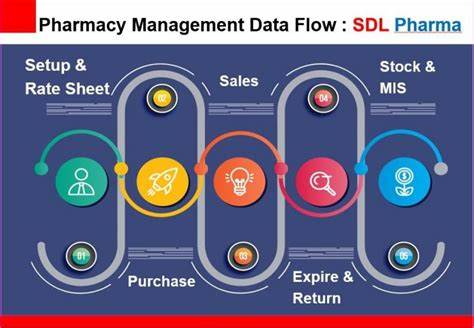 Pharmacy Management Data Flow : SDL Pharma
Setup &
Rate Sheet
02
Sales
04
Stock &
MIS
$
01
Purchase
03
Expire &
Return
05